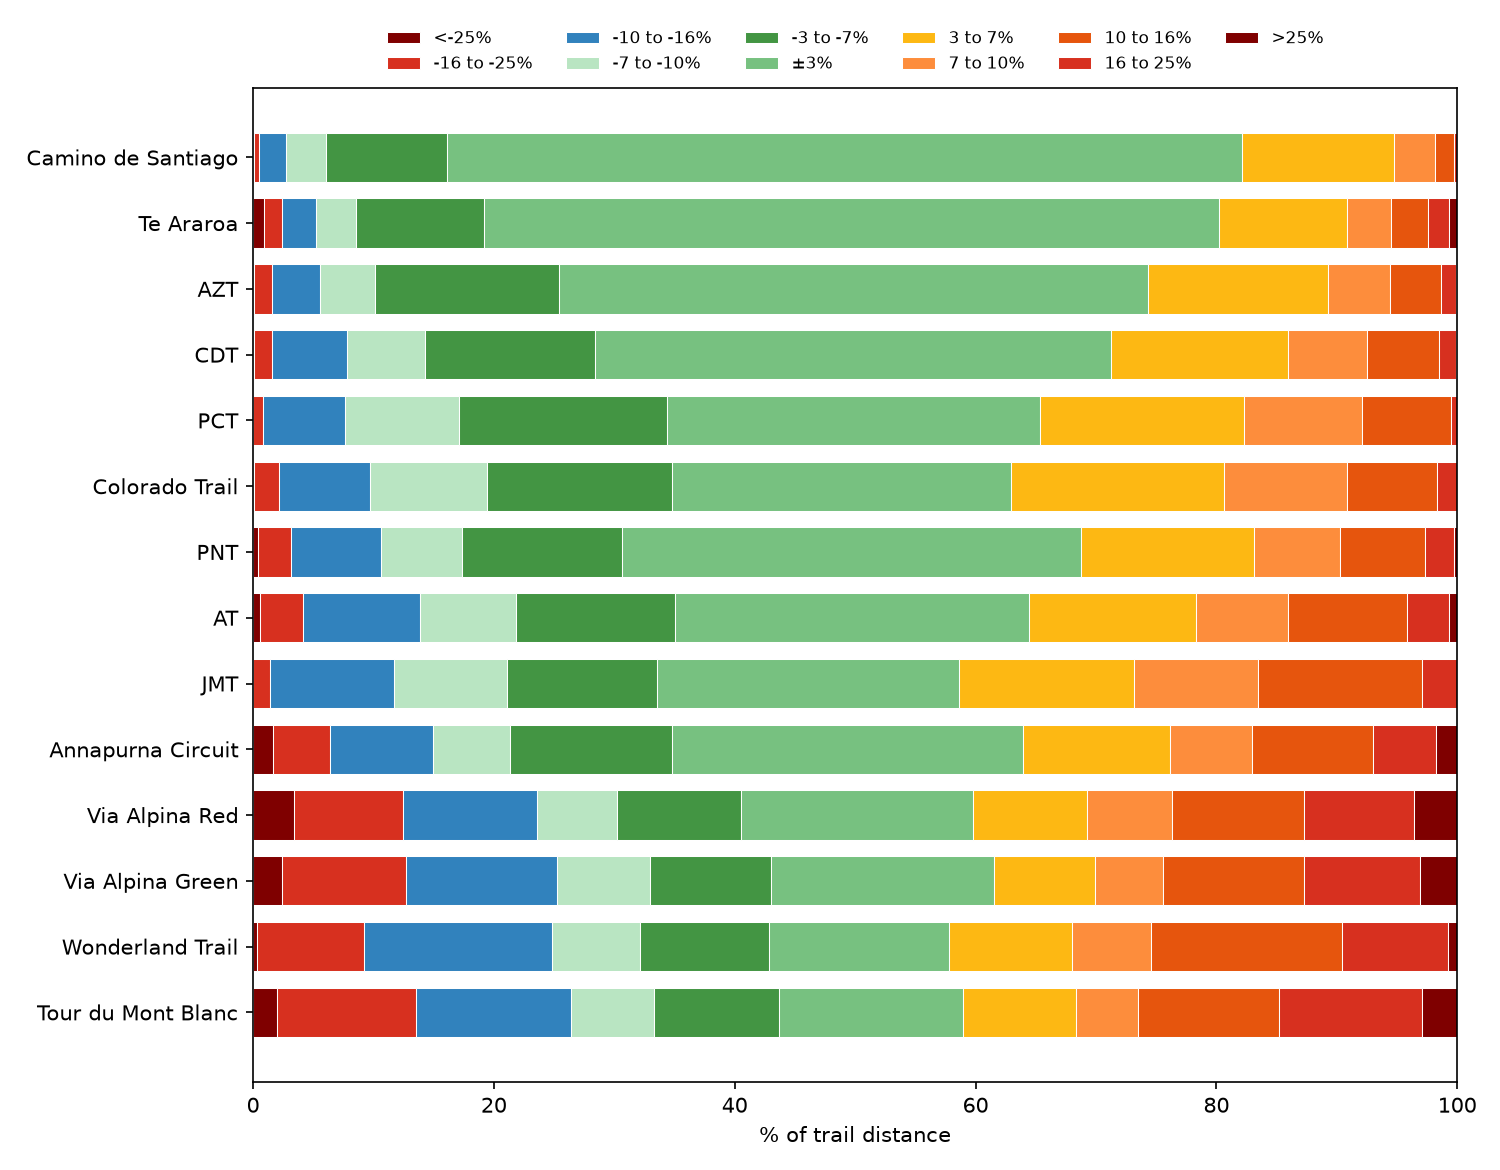 <-25% -10 to -16% -3 to -7% 3 to 7% 10 to 16% >25%
-16 to -25% -7 to -10% ±3% 7 to 10% 16 to 25%
Camino de Santiago
Te Araroa
AZT
CDT
PCT
Colorado Trail
PNT
AT
JMT
Annapurna Circuit
Via Alpina Red
Via Alpina Green
Wonderland Trail
Tour du Mont Blanc
0 20 40 60 80 100
% of trail distance